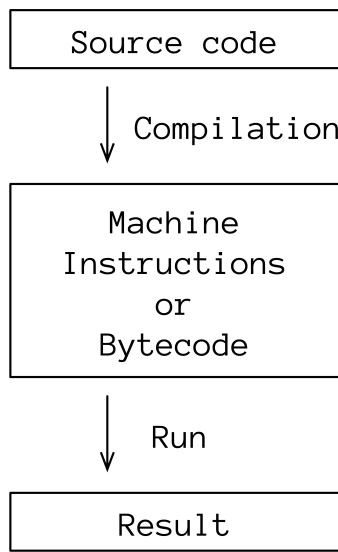 Source code
Compilation
Machine
Instructions
or
Bytecode
Run
Result